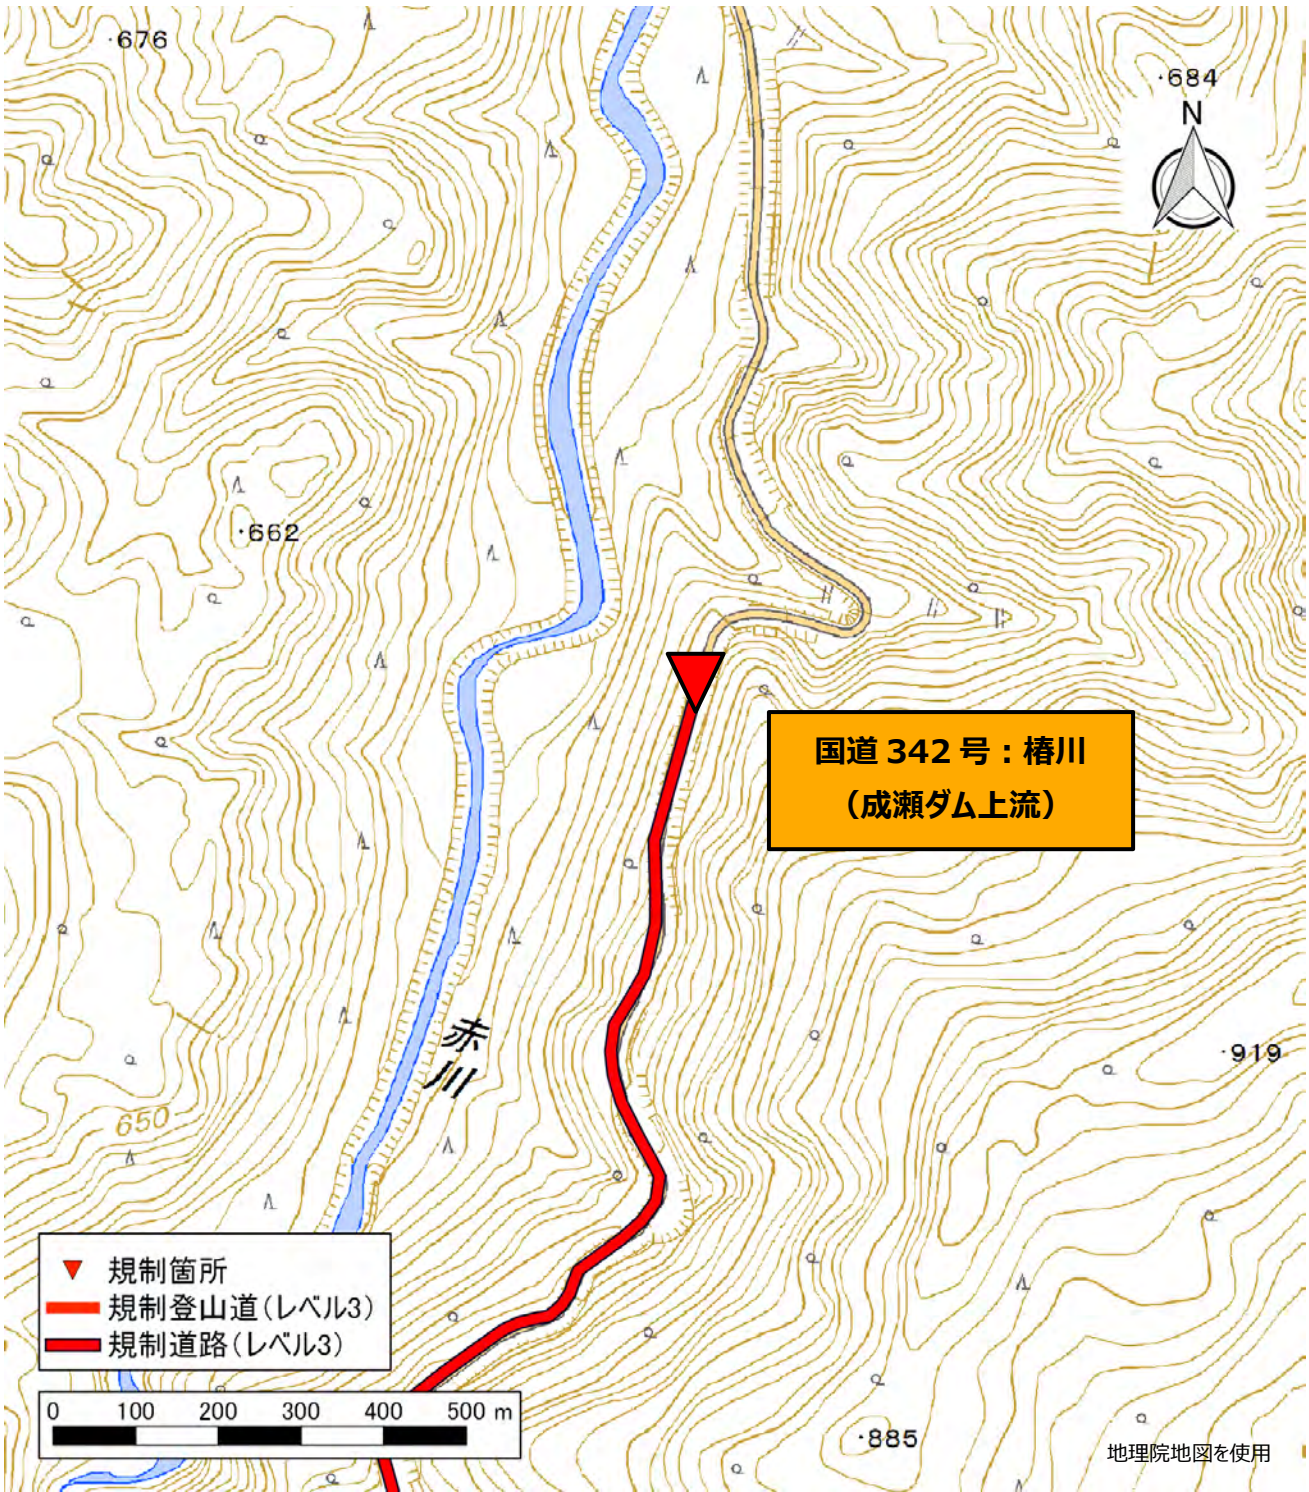 676
684
N
662
国道 342 号：椿川
（成瀬ダム上流）
赤川
919
650
規制箇所
規制登山道(レベル3)
規制道路(レベル3)
0 100 200 300 400 500 m
885
地理院地図を使用